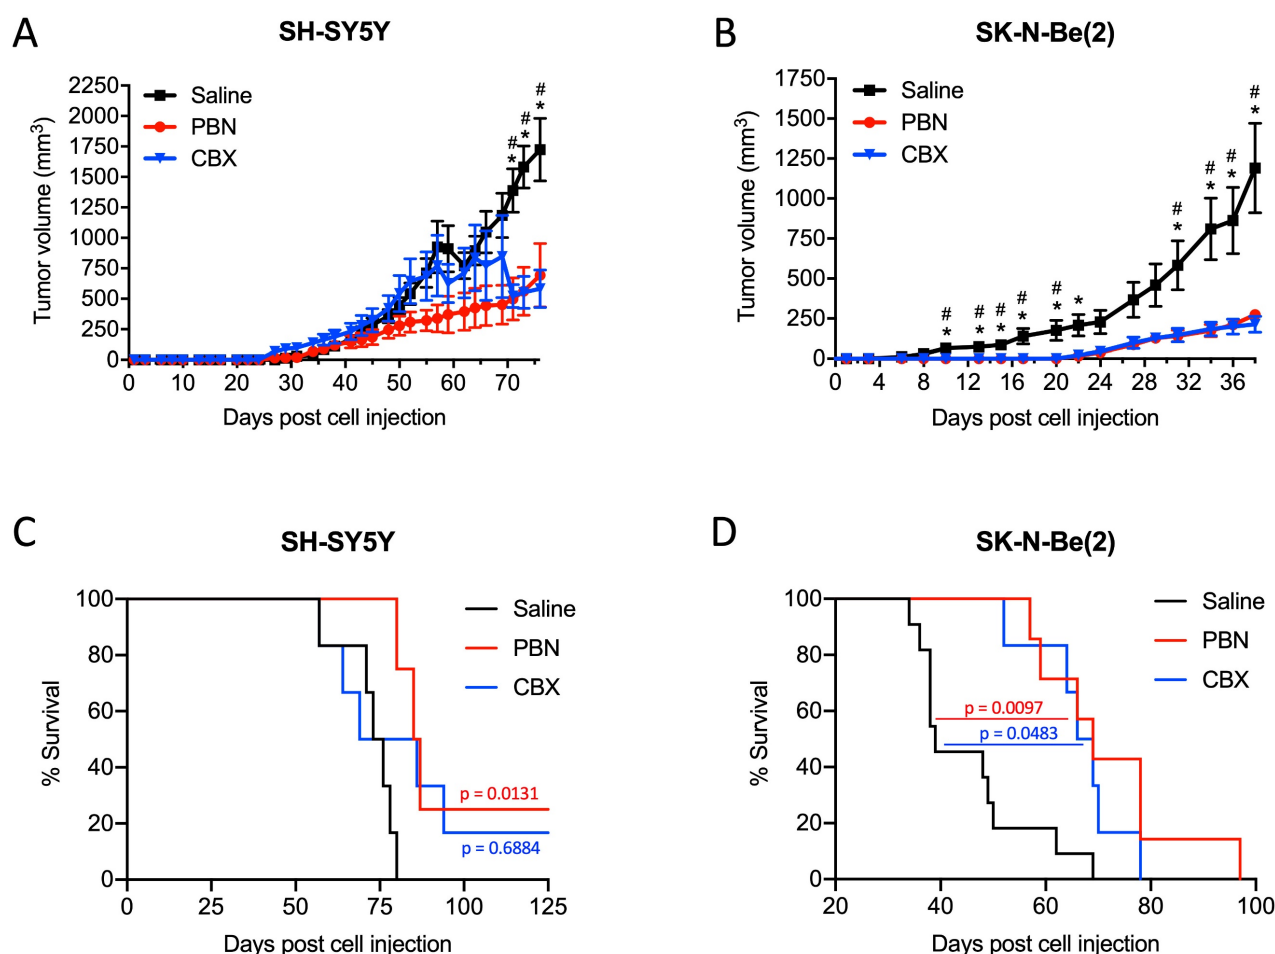 A
SH-SY5Y
Saline
PBN
CBX
Tumor volume (mm³)
2250
2000
1750
1500
1250
1000
750
500
250
0
# # #
* * *
0 10 20 30 40 50 60 70
Days post cell injection
B
SK-N-Be(2)
Saline
PBN
CBX
Tumor volume (mm³)
1750
1500
1250
1000
750
500
250
0
# # # # # # # # #
* * * * * * * * * *
0 4 8 12 16 20 24 28 32 36
Days post cell injection
C
SH-SY5Y
Saline
PBN
CBX
% Survival
100
80
60
40
20
0
p = 0.0131
p = 0.6884
0 25 50 75 100 125
Days post cell injection
D
SK-N-Be(2)
Saline
PBN
CBX
% Survival
100
80
60
40
20
0
p = 0.0097
p = 0.0483
20 40 60 80 100
Days post cell injection